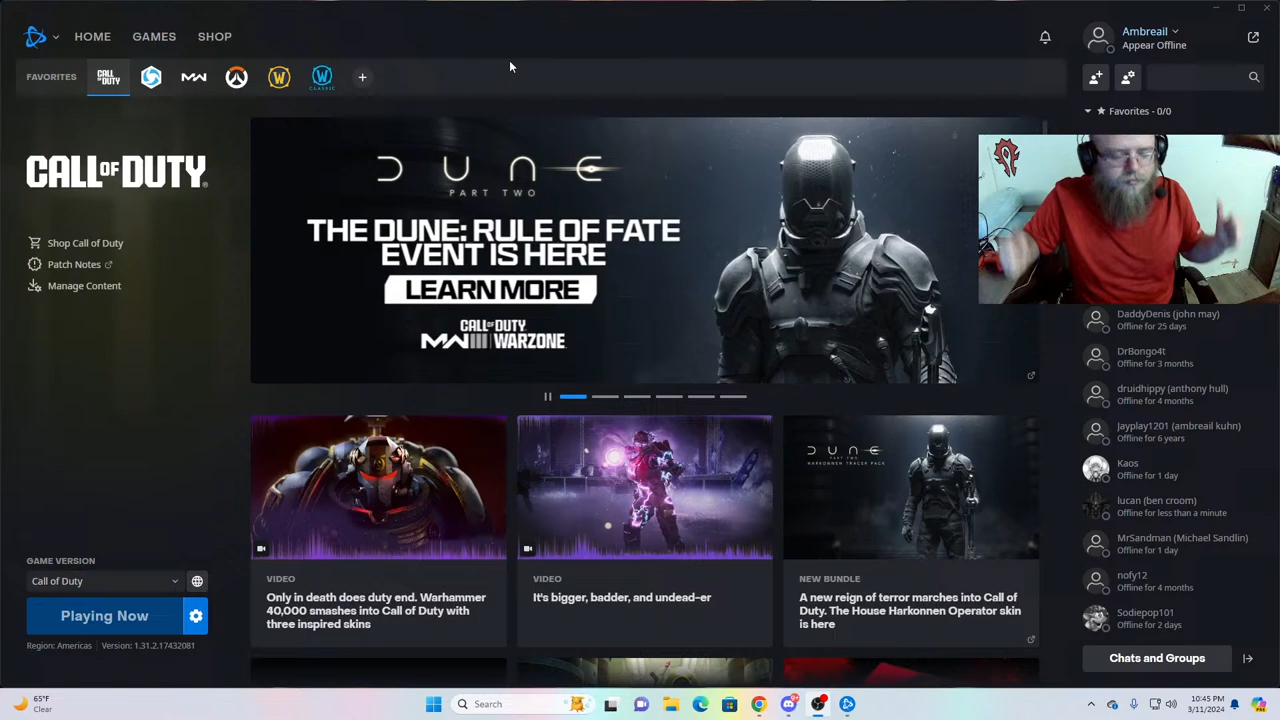 HOME GAMES SHOP
Ambreail
Appear Offline
FAVORITES CALL OF DUTY MW W W CLASSIC +
Favorites - 0/0
CALL OF DUTY
Shop Call of Duty
Patch Notes
Manage Content
DUNE
PART TWO
THE DUNE: RULE OF FATE
EVENT IS HERE
LEARN MORE
CALL OF DUTY
MWIII WARZONE
DaddyDenis (john may)
Offline for 25 days
DrBongo4t
Offline for 3 months
druidhippy (anthony hull)
Offline for 4 months
Jayplay1201 (ambreail kuhn)
Offline for 6 years
Kaos
Offline for 1 day
lucan (ben croom)
Offline for less than a minute
MrSandman (Michael Sandlin)
Offline for 1 day
nofy12
Offline for 4 months
Sodiepop101
Offline for 2 days
Chats and Groups
DUNE
PART TWO
HARKONNEN TRACER PACK
VIDEO
Only in death does duty end. Warhammer
40,000 smashes into Call of Duty with
three inspired skins
VIDEO
It's bigger, badder, and undead-er
NEW BUNDLE
A new reign of terror marches into Call of
Duty. The House Harkonnen Operator skin
is here
GAME VERSION
Call of Duty
Playing Now
Region: Americas Version: 1.31.2.17432081
65°F
Clear
Search
10:45 PM
3/11/2024